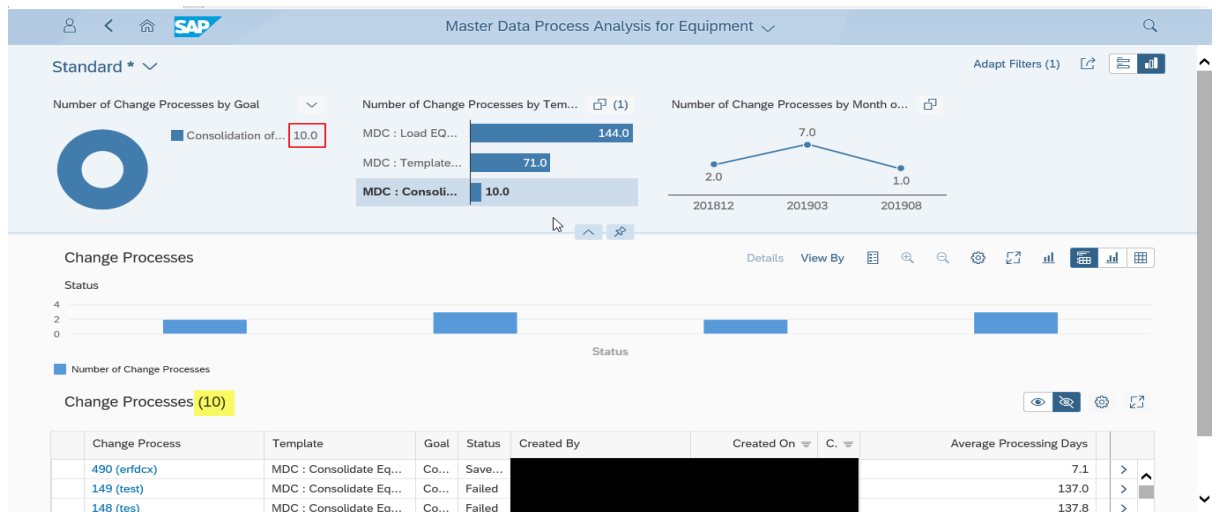 SAP
Master Data Process Analysis for Equipment
Standard *
Adapt Filters (1)
Number of Change Processes by Goal
Consolidation of... 10.0
Number of Change Processes by Tem... (1)
MDC : Load EQ... 144.0
MDC : Template... 71.0
MDC : Consoli... 10.0
Number of Change Processes by Month o...
7.0
2.0
1.0
201812 201903 201908
Change Processes
Details View By
Status
4
2
0
Status
Number of Change Processes
Change Processes (10)
Change Process Template Goal Status Created By Created On C. Average Processing Days
490 (erfdcx) MDC : Consolidate Eq... Co... Save... 7.1
149 (test) MDC : Consolidate Eq... Co... Failed 137.0
148 (tes) MDC : Consolidate Eq... Co... Failed 137.8